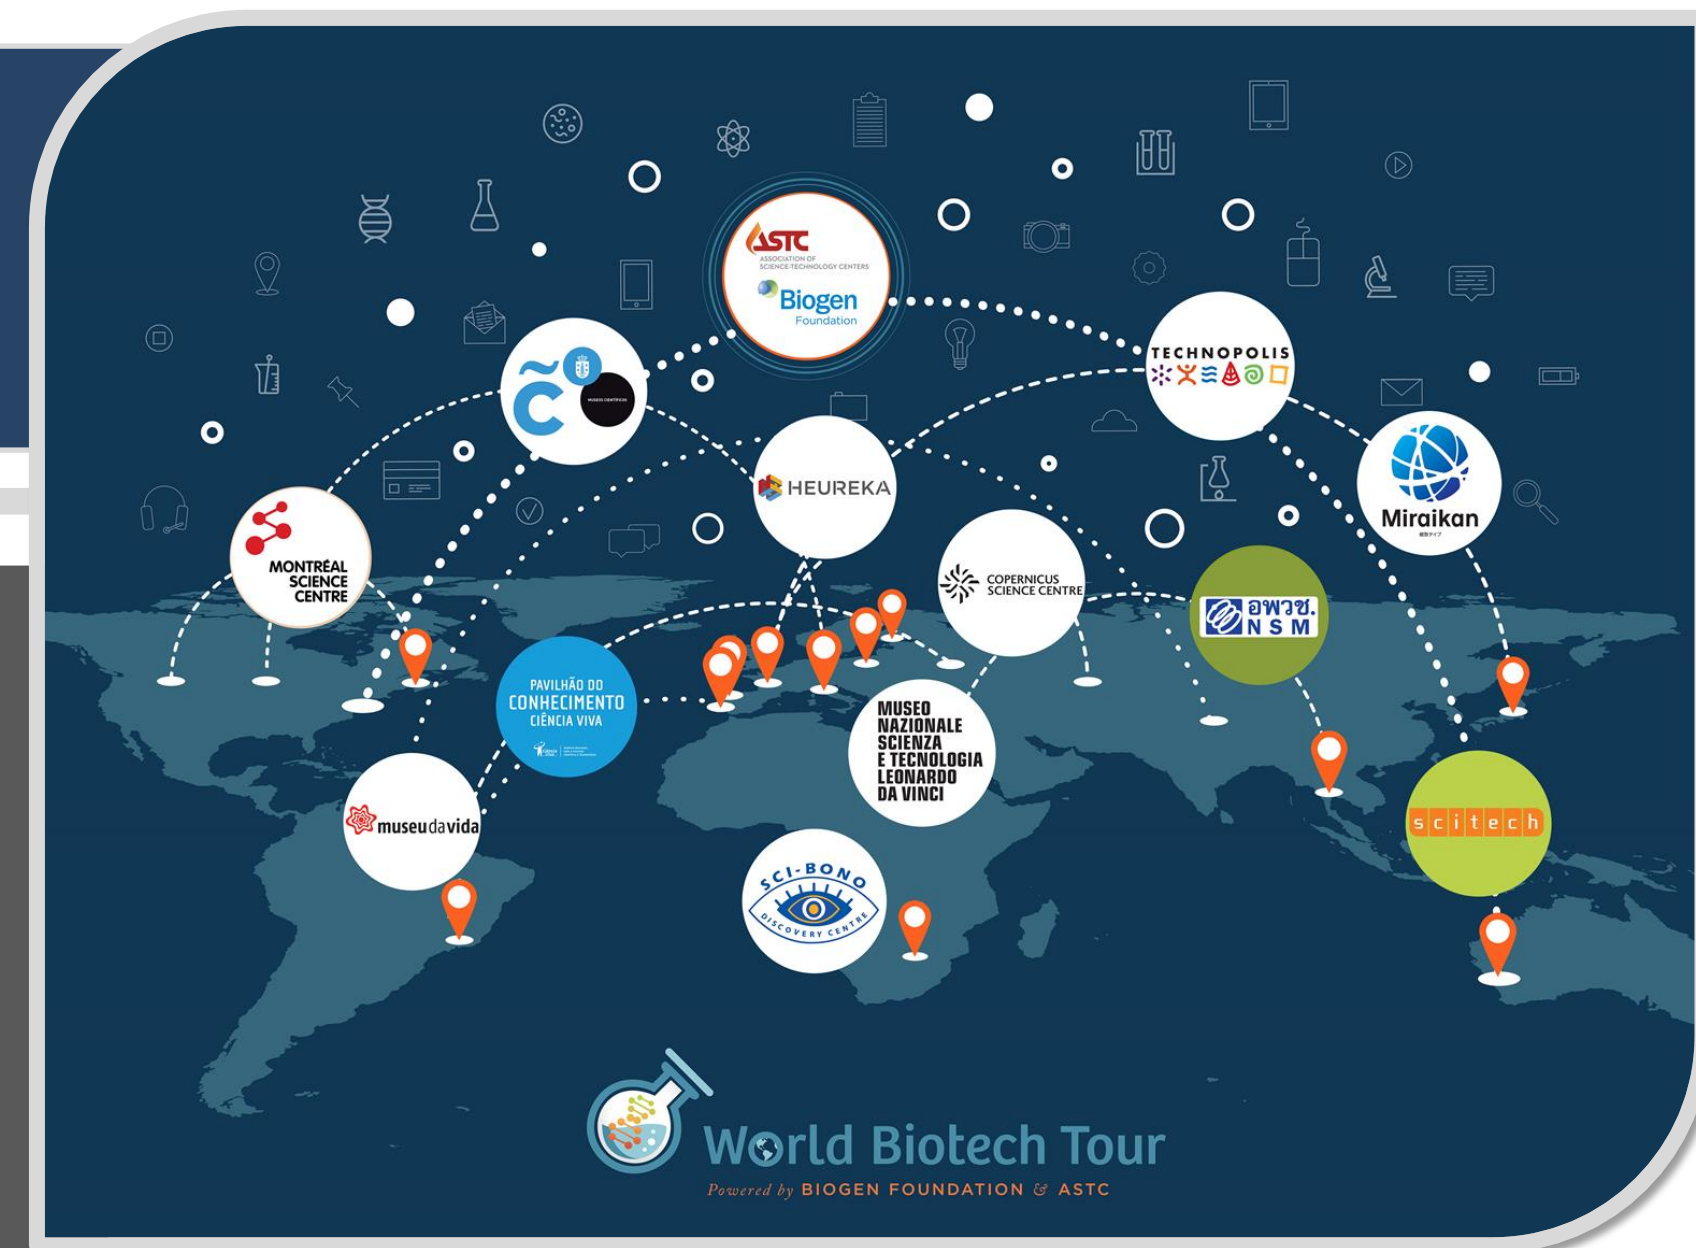 ASTC
ASSOCIATION OF
SCIENCE-TECHNOLOGY CENTERS
Biogen
Foundation
TECHNOPOLIS
MUSEOS CIENTÍFICOS
HEUREKA
Miraikan
MONTRÉAL
SCIENCE
CENTRE
COPERNICUS
SCIENCE CENTRE
อพวช.
NSM
PAVILHÃO DO
CONHECIMENTO
CIÊNCIA VIVA
MUSEO
NAZIONALE
SCIENZA
E TECNOLOGIA
LEONARDO
DA VINCI
museudavida
scitech
SCI-BONO
DISCOVERY CENTRE
World Biotech Tour
Powered by BIOGEN FOUNDATION & ASTC